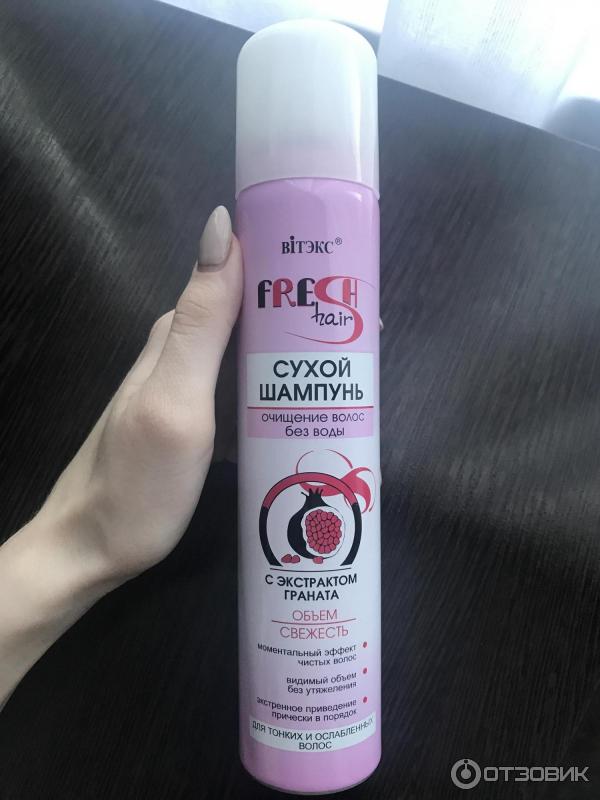 ВIТЭКС®
FRESH
hair
СУХОЙ
ШАМПУНЬ
очищение волос
без воды
С ЭКСТРАКТОМ
ГРАНАТА
ОБЪЕМ
СВЕЖЕСТЬ
моментальный эффект
чистых волос
видимый объем
без утяжеления
экстренное приведение
прически в порядок
ДЛЯ ТОНКИХ И ОСЛАБЛЕННЫХ
ВОЛОС
ОТЗОВИК